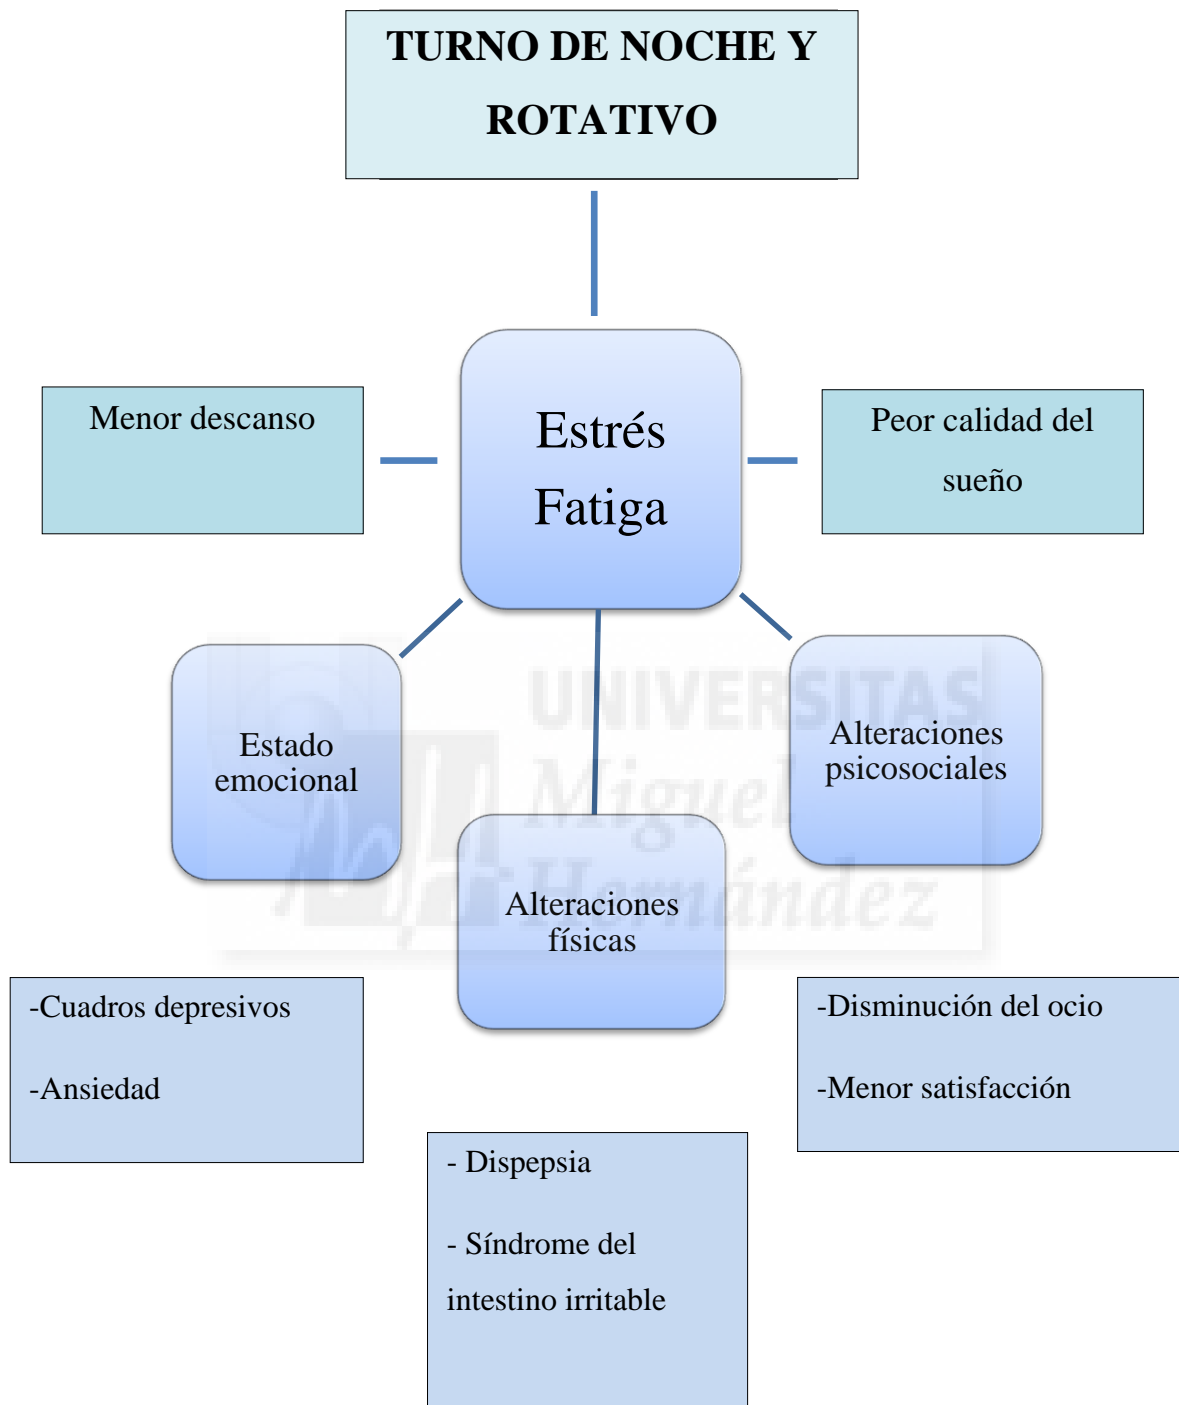 TURNO DE NOCHE Y
ROTATIVO
Menor descanso
Estrés
Fatiga
Peor calidad del
sueño
Estado
emocional
Alteraciones
físicas
Alteraciones
psicosociales
UNIVERSITAS
Miguel
Hernández
-Cuadros depresivos
-Ansiedad
- Dispepsia
- Síndrome del
intestino irritable
-Disminución del ocio
-Menor satisfacción